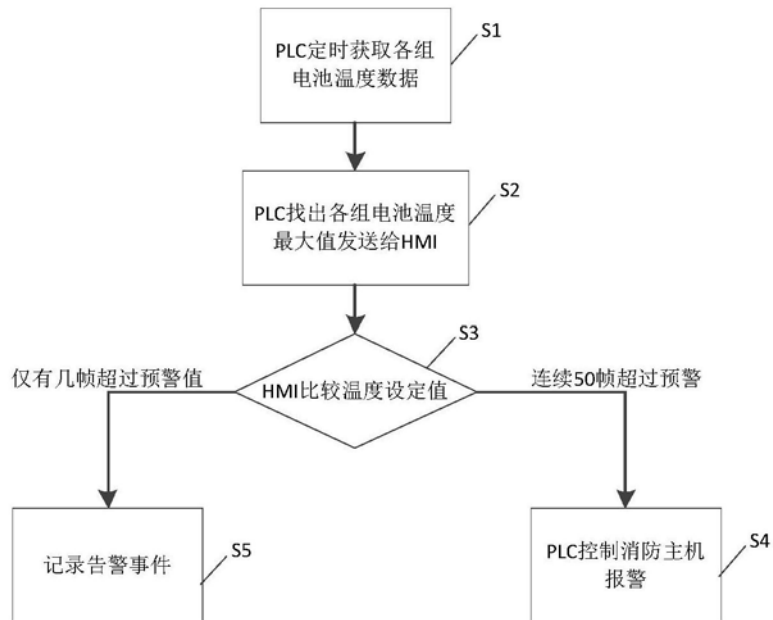 PLC定时获取各组
电池温度数据
S1
PLC找出各组电池温度
最大值发送给HMI
S2
HMI比较温度设定值
S3
仅有几帧超过预警值
连续50帧超过预警
记录告警事件
S5
PLC控制消防主机
报警
S4